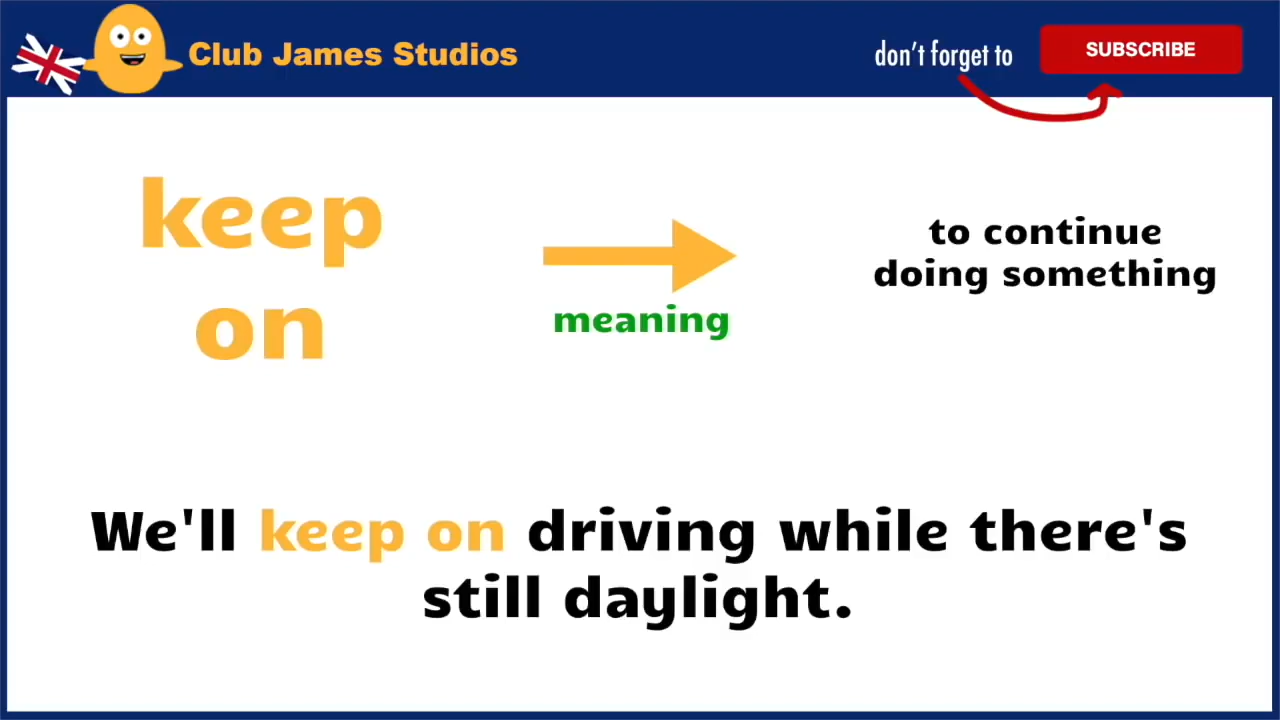 Club James Studios
don't forget to
SUBSCRIBE
keep
on
meaning
to continue
doing something
We'll keep on driving while there's
still daylight.